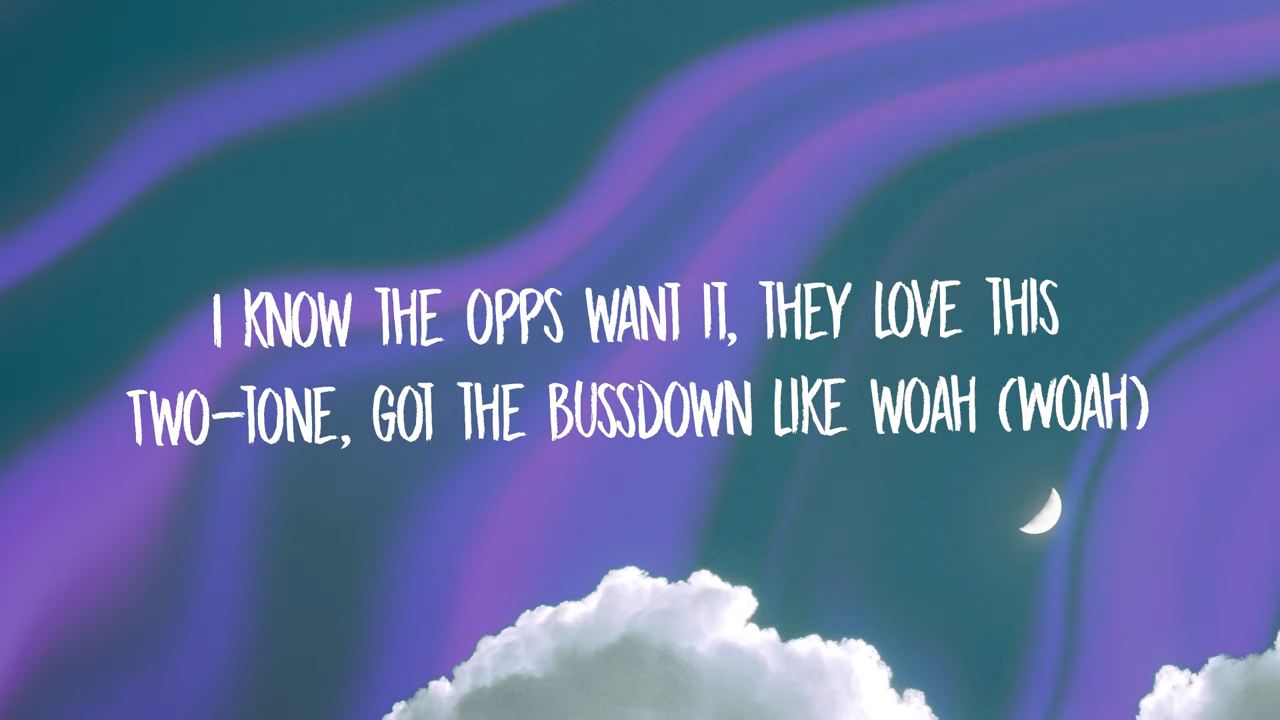 I KNOW THE OPPS WANT IT, THEY LOVE THIS
TWO-TONE, GOT THE BUSSDOWN LIKE WOAH (WOAH)